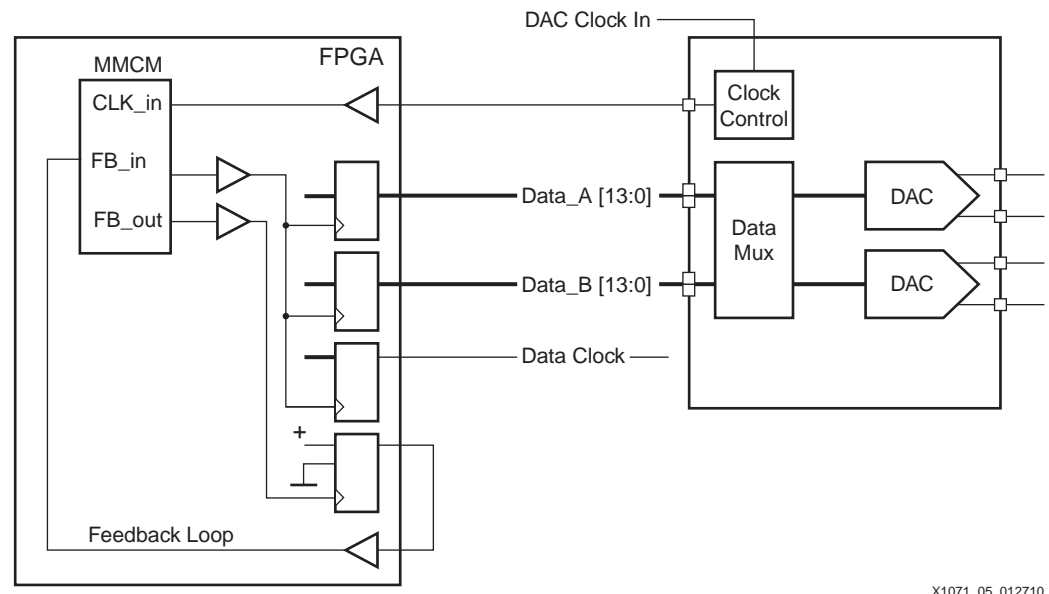 DAC Clock In
FPGA
MMCM
CLK_in
FB_in
FB_out
Clock
Control
Data_A [13:0]
Data
Mux
DAC
Data_B [13:0]
DAC
Data Clock
+
Feedback Loop
X1071_05_012710